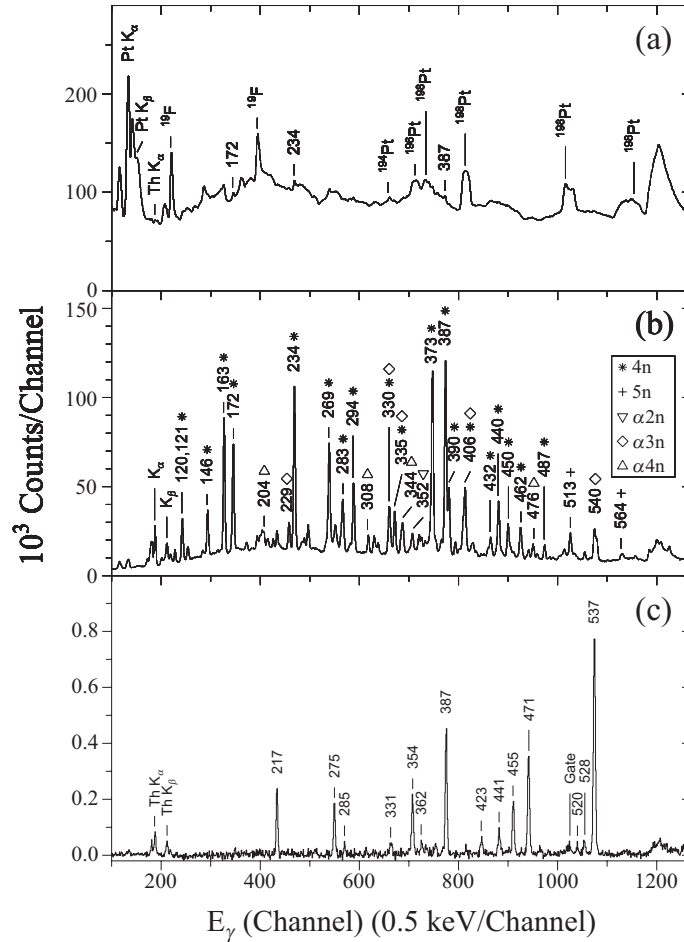 (a)
Pt Kα
Pt Kβ
Th Kα
19F
172
19F
234
194Pt
196Pt
198Pt
387
198Pt
198Pt
198Pt
200
100
0
(b)
* 4n
+ 5n
▽ α2n
◇ α3n
△ α4n
Kα
Kβ
120,121 *
146 *
163 *
172 *
204 △
229 ◇
234 *
269 *
283 *
294 *
308 △
330 * ◇
335 * ◇
344 △
352 ▽
373 *
387 *
390 *
406 * ◇
432 *
440 *
450 *
462 *
476 △
487 *
513 +
540 ◇
564 +
150
100
50
0
10³ Counts/Channel
(c)
Th Kα
Th Kβ
217
275
285
331
354
362
387
423
441
455
471
Gate
520
528
537
0.8
0.6
0.4
0.2
0.0
200 400 600 800 1000 1200
Eγ (Channel) (0.5 keV/Channel)